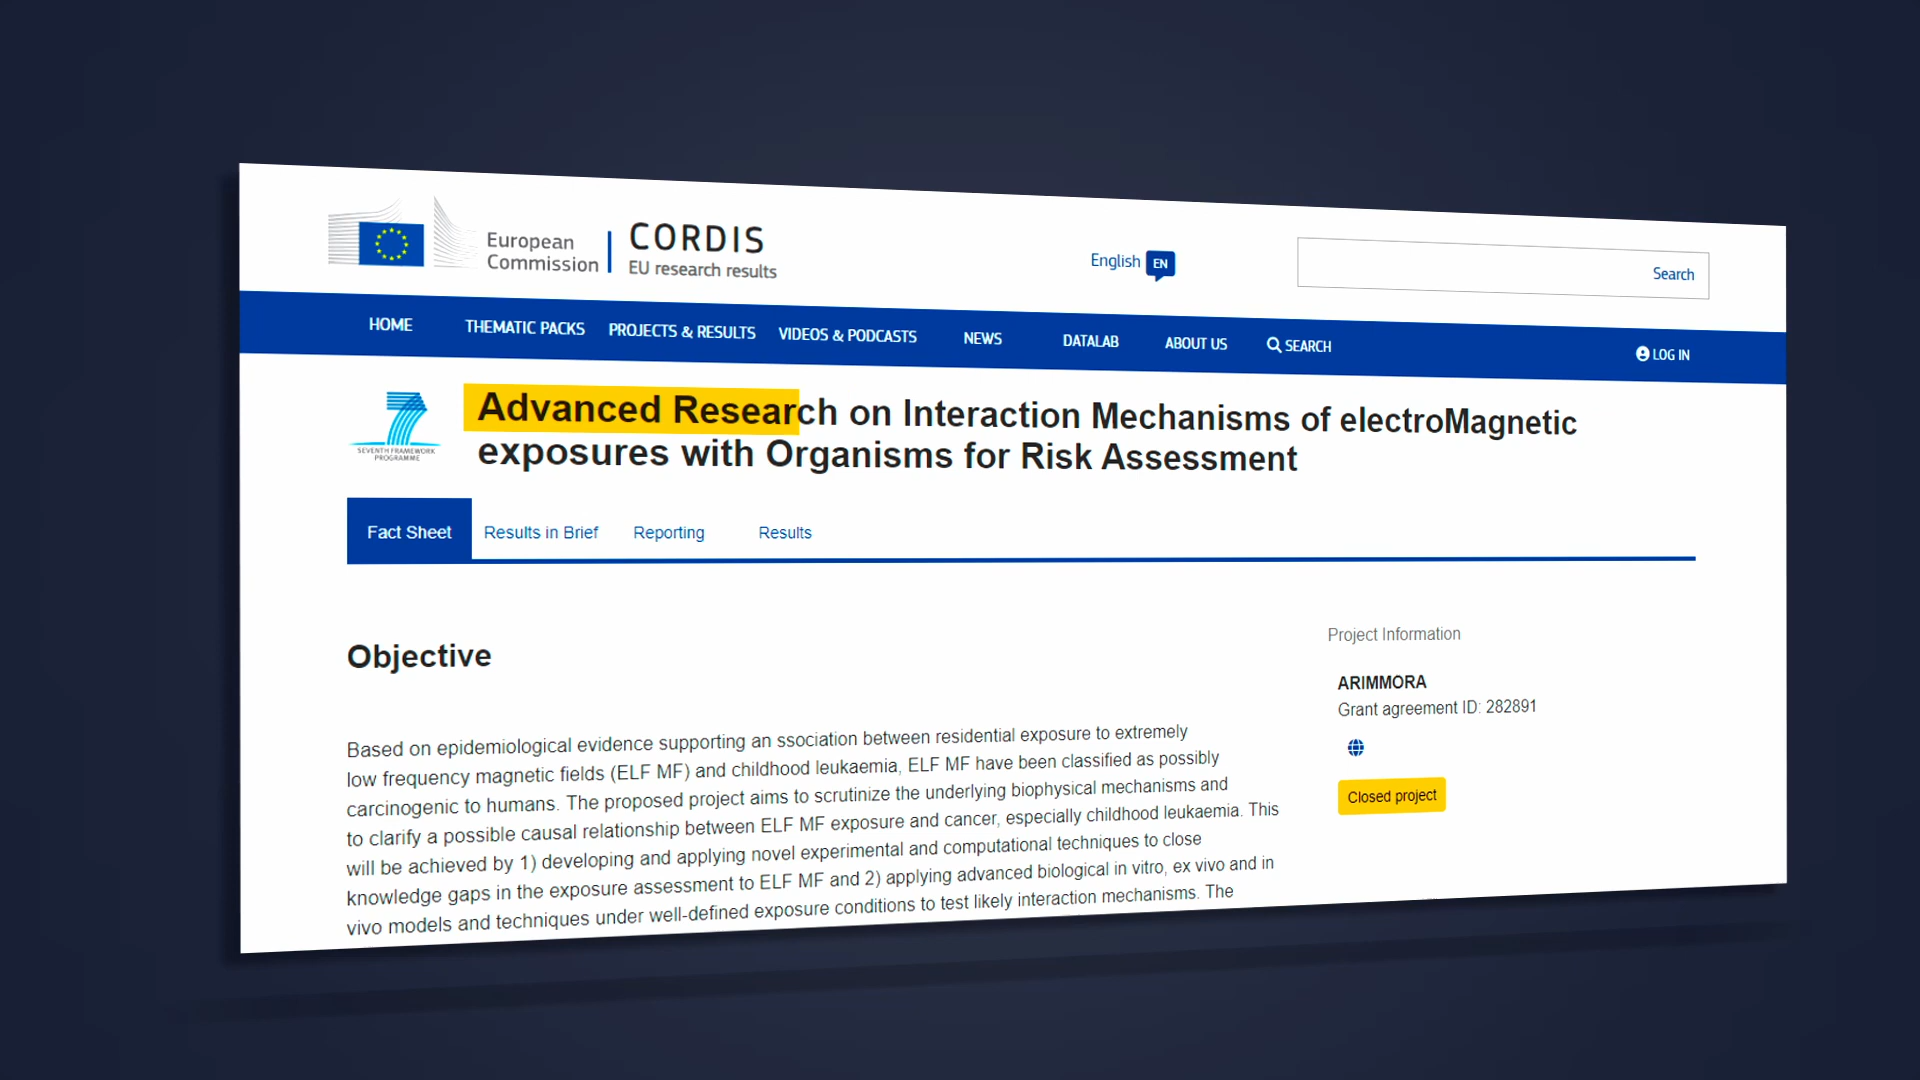 European
Commission
CORDIS
EU research results
English EN
Search
HOME THEMATIC PACKS PROJECTS & RESULTS VIDEOS & PODCASTS NEWS DATALAB ABOUT US SEARCH LOG IN
SEVENTH FRAMEWORK
PROGRAMME
Advanced Research on Interaction Mechanisms of electroMagnetic
exposures with Organisms for Risk Assessment
Fact Sheet Results in Brief Reporting Results
Objective
Based on epidemiological evidence supporting an ssociation between residential exposure to extremely
low frequency magnetic fields (ELF MF) and childhood leukaemia, ELF MF have been classified as possibly
carcinogenic to humans. The proposed project aims to scrutinize the underlying biophysical mechanisms and
to clarify a possible causal relationship between ELF MF exposure and cancer, especially childhood leukaemia. This
will be achieved by 1) developing and applying novel experimental and computational techniques to close
knowledge gaps in the exposure assessment to ELF MF and 2) applying advanced biological in vitro, ex vivo and in
vivo models and techniques under well-defined exposure conditions to test likely interaction mechanisms. The
Project Information
ARIMMORA
Grant agreement ID: 282891
Closed project